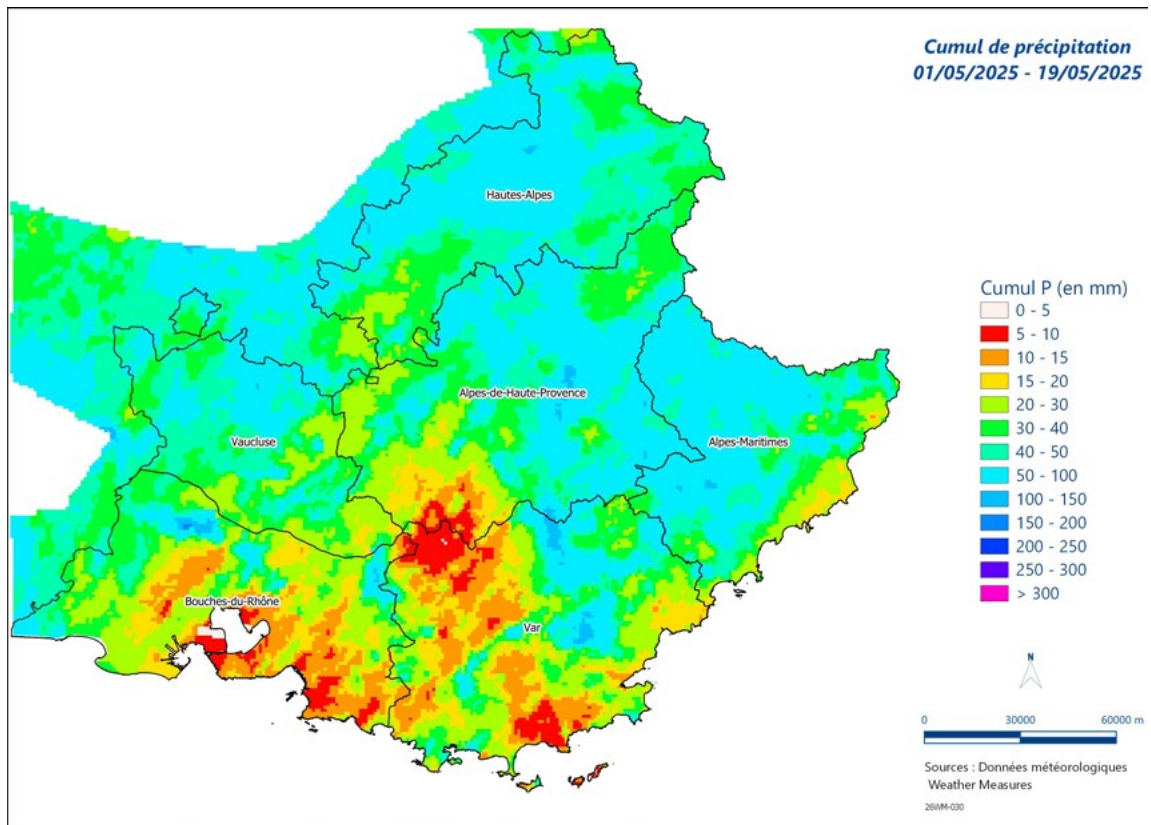 Cumul de précipitation
01/05/2025 - 19/05/2025
Hautes-Alpes
Alpes-de-Haute-Provence
Vaucluse
Alpes-Maritimes
Bouches-du-Rhône
Var
Cumul P (en mm)
0 - 5
5 - 10
10 - 15
15 - 20
20 - 30
30 - 40
40 - 50
50 - 100
100 - 150
150 - 200
200 - 250
250 - 300
> 300
N
0 30000 60000 m
Sources : Données météorologiques
Weather Measures
26WM-030